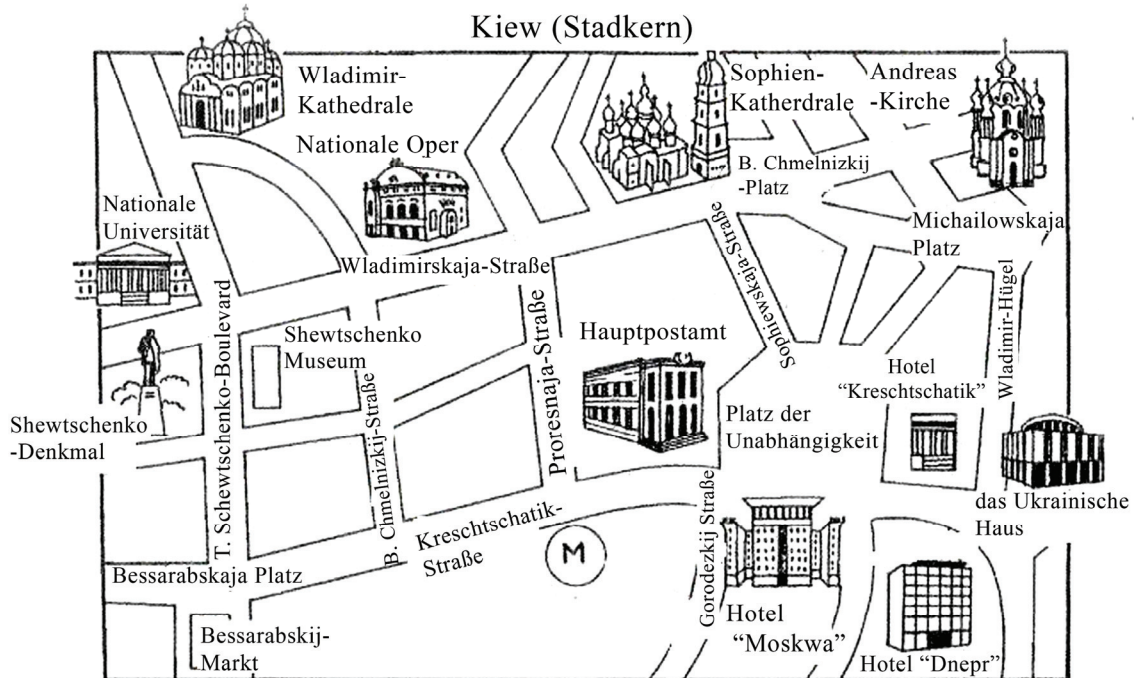 Kiew (Stadkern)
Wladimir-
Kathedrale
Sophien-
Katherdrale
Andreas
-Kirche
Nationale Oper
B. Chmelnizkij
-Platz
Nationale
Universität
Michailowskaja
Platz
Wladimirskaja-Straße
Sophiewskaja-Straße
Wladimir-Hügel
T. Schewtschenko-Boulevard
Shewtschenko
Museum
Proresnaja-Straße
Hauptpostamt
Hotel
“Kreschtschatik”
B. Chmelnizkij-Straße
Shewtschenko
-Denkmal
Platz der
Unabhängigkeit
Kreschtschatik-
Straße
Gorodezkij Straße
das Ukrainische
Haus
M
Bessarabskaja Platz
Hotel
“Moskwa”
Bessarabskij-
Markt
Hotel “Dnepr”